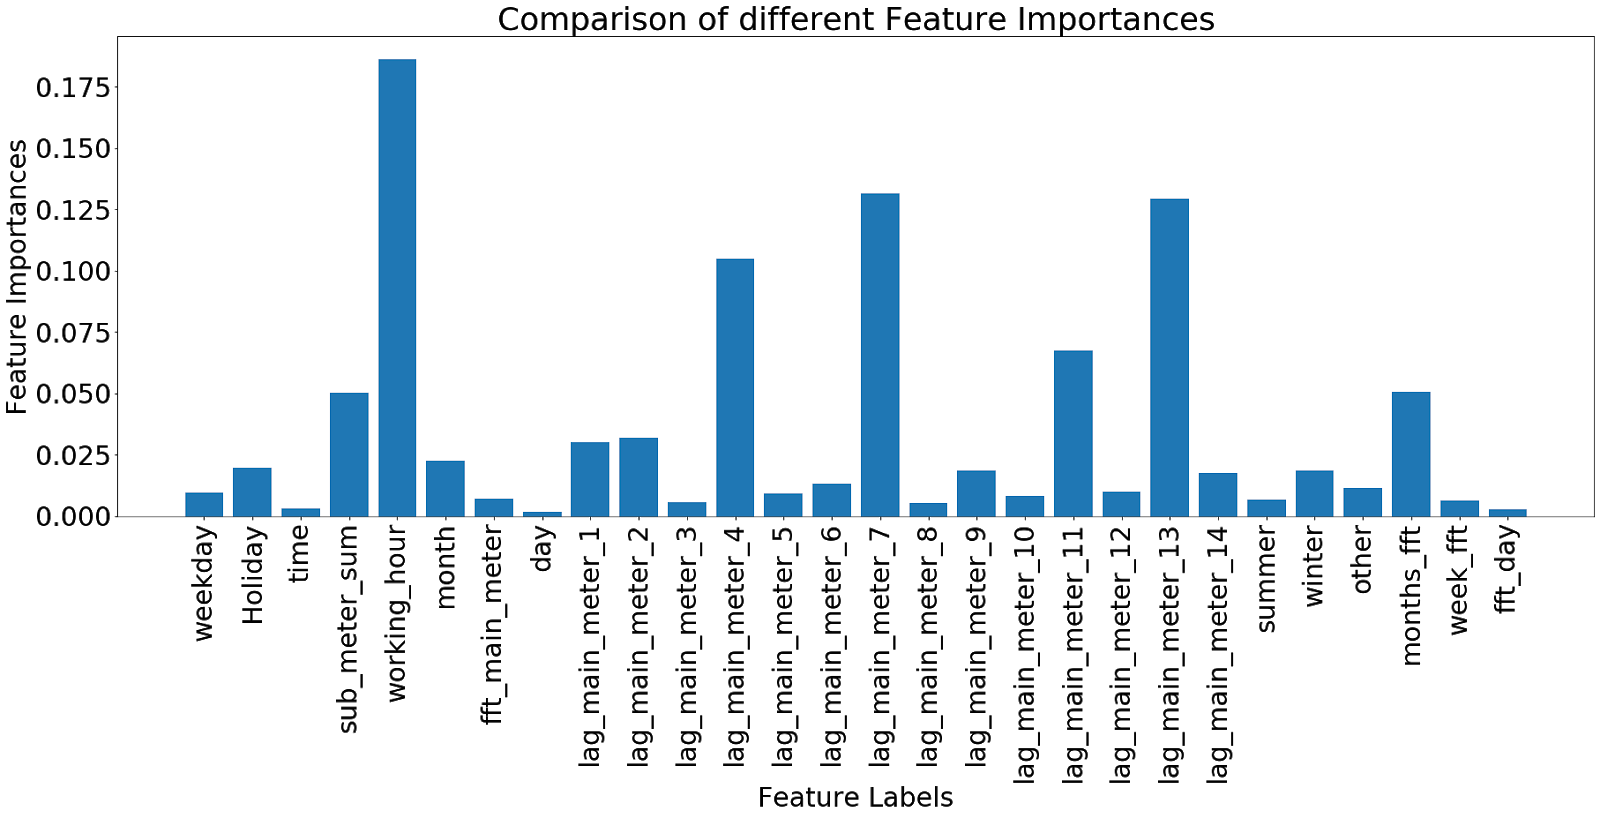 Comparison of different Feature Importances
Feature Importances
0.175
0.150
0.125
0.100
0.075
0.050
0.025
0.000
weekday
Holiday
time
sub_meter_sum
working_hour
month
fft_main_meter
day
lag_main_meter_1
lag_main_meter_2
lag_main_meter_3
lag_main_meter_4
lag_main_meter_5
lag_main_meter_6
lag_main_meter_7
lag_main_meter_8
lag_main_meter_9
lag_main_meter_10
lag_main_meter_11
lag_main_meter_12
lag_main_meter_13
lag_main_meter_14
summer
winter
other
months_fft
week_fft
fft_day
Feature Labels